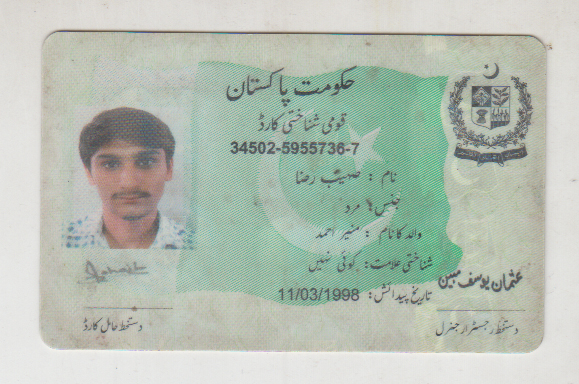 حکومت پاکستان
قومی شناختی کارڈ
34502-5955736-7
نام : صہیب رضا
جنس: مرد
والد کا نام : منیر احمد
شناختی علامت: کوئی نہیں
تاریخ پیدائش: 11/03/1998
عثمان یوسف مبین
دستخط حامل کارڈ
دستخط رجسٹرار جنرل